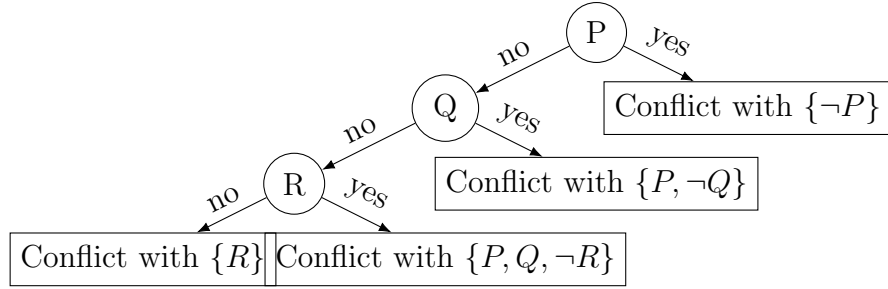 P
no
yes
Q
Conflict with {¬P}
no
yes
R
Conflict with {P, ¬Q}
no
yes
Conflict with {R}
Conflict with {P, Q, ¬R}